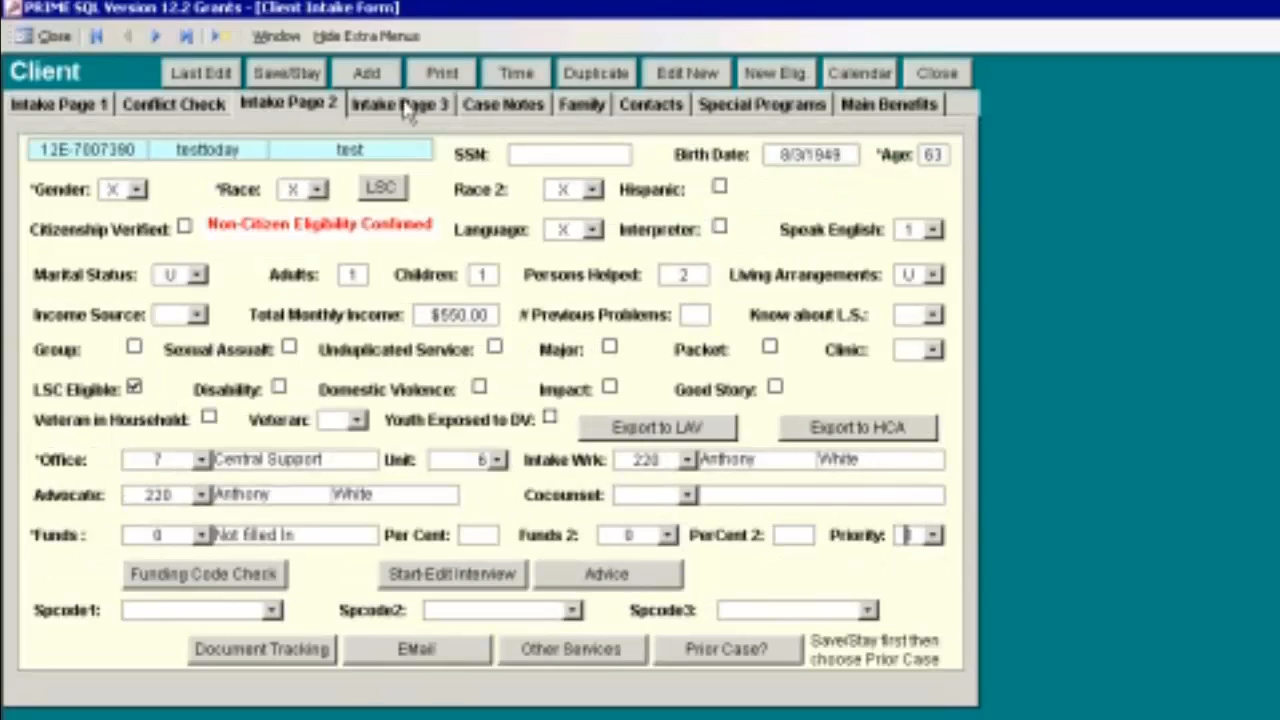 PRIME SQL Version 12.2 Grants - [Client Intake Form]
Close Window Hide Extra Menus
Client Last Edit Save/Stay Add Print Time Duplicate Edit New New Elig. Calendar Close
Intake Page 1 Conflict Check Intake Page 2 Intake Page 3 Case Notes Family Contacts Special Programs Main Benefits
12E-7007390 testtoday test SSN: Birth Date: 8/3/1949 *Age: 63
*Gender: X *Race: X LSC Race 2: X Hispanic:
Citizenship Verified: Non-Citizen Eligibility Confirmed Language: X Interpreter: Speak English: 1
Marital Status: U Adults: 1 Children: 1 Persons Helped: 2 Living Arrangements: U
Income Source: Total Monthly Income: $550.00 # Previous Problems: Know about L.S.:
Group: Sexual Assualt: Unduplicated Service: Major: Packet: Clinic:
LSC Eligible: Disability: Domestic Violence: Impact: Good Story:
Veteran in Household: Veteran: Youth Exposed to DV: Export to LAV Export to HCA
*Office: 7 Central Support Unit: 6 Intake Wrk: 220 Anthony White
Advocate: 220 Anthony White Cocounsel:
*Funds : 0 Not filled In Per Cent: Funds 2: 0 PerCent 2: Priority:
Funding Code Check Start-Edit Interview Advice
Spcode1: Spcode2: Spcode3:
Document Tracking EMail Other Services Prior Case? Save/Stay first then
choose Prior Case